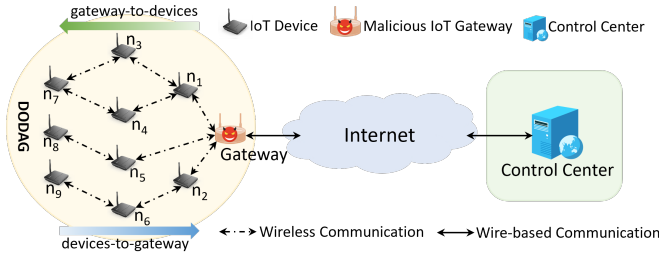 gateway-to-devices
IoT Device
Malicious IoT Gateway
Control Center
n3
n1
n7
n4
DODAG
n8
n5
Gateway
Internet
Control Center
n9
n2
n6
devices-to-gateway
Wireless Communication
Wire-based Communication